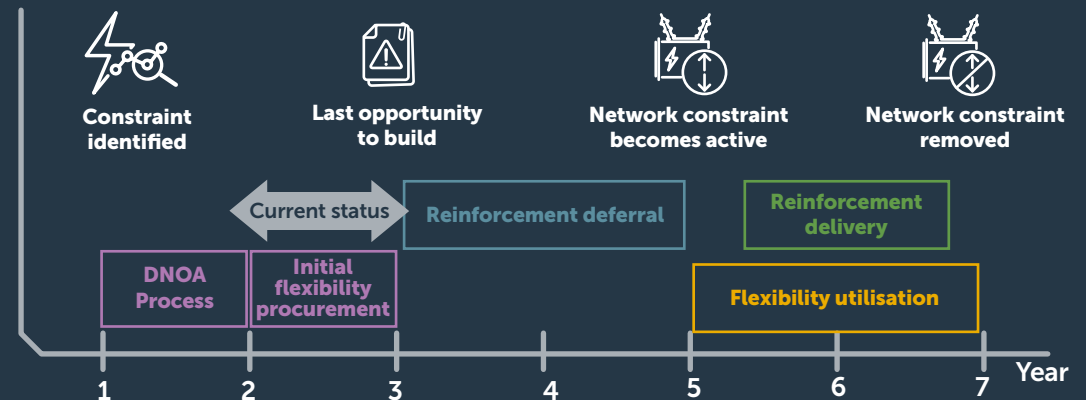 Constraint
identified
Last opportunity
to build
Network constraint
becomes active
Network constraint
removed
Current status
Reinforcement deferral
Reinforcement
delivery
DNOA
Process
Initial
flexibility
procurement
Flexibility utilisation
1 2 3 4 5 6 7 Year